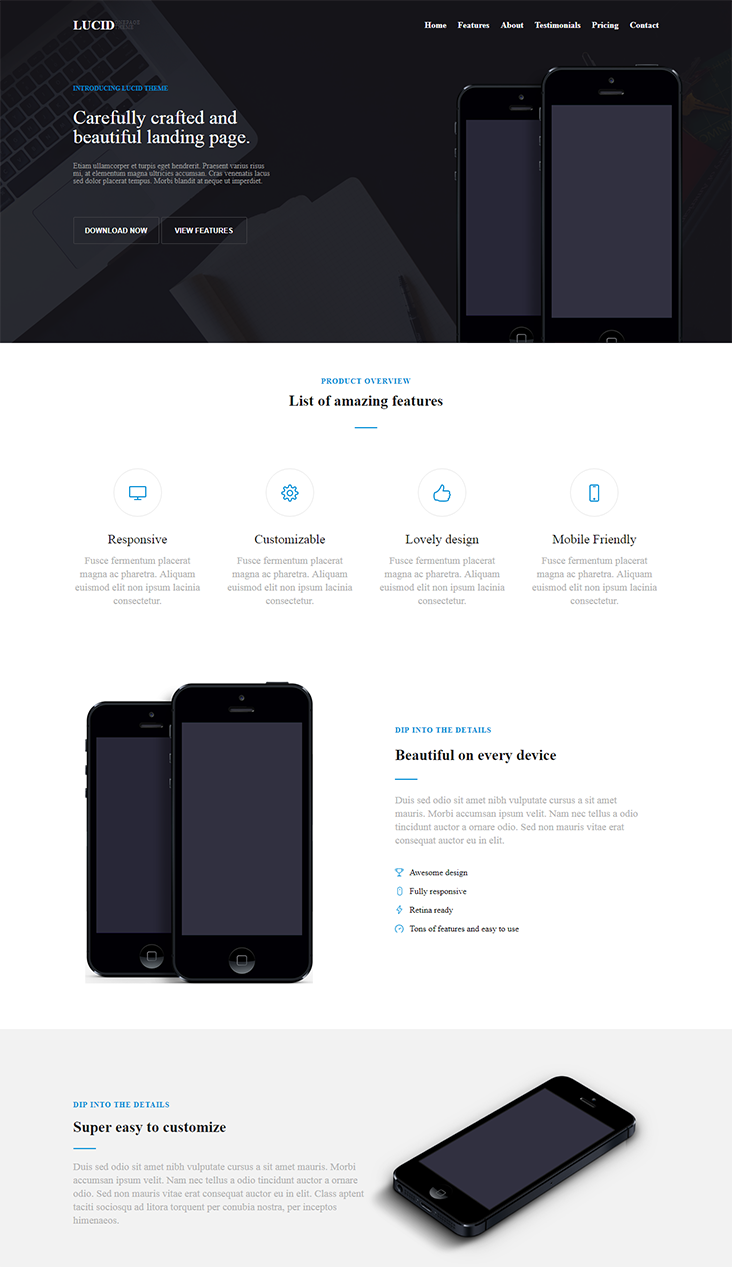 LUCID
Home Features About Testimonials Pricing Contact
INTRODUCING LUCID THEME
Carefully crafted and
beautiful landing page.
Etiam ullamcorper et turpis eget hendrerit. Praesent varius risus
mi, at elementum magna ultricies accumsan. Cras venenatis lacus
sed dolor placerat tempus. Morbi blandit at neque ut imperdiet.
DOWNLOAD NOW VIEW FEATURES
PRODUCT OVERVIEW
List of amazing features
Responsive
Fusce fermentum placerat
magna ac pharetra. Aliquam
euismod elit non ipsum lacinia
consectetur.
Customizable
Fusce fermentum placerat
magna ac pharetra. Aliquam
euismod elit non ipsum lacinia
consectetur.
Lovely design
Fusce fermentum placerat
magna ac pharetra. Aliquam
euismod elit non ipsum lacinia
consectetur.
Mobile Friendly
Fusce fermentum placerat
magna ac pharetra. Aliquam
euismod elit non ipsum lacinia
consectetur.
DIP INTO THE DETAILS
Beautiful on every device
Duis sed odio sit amet nibh vulputate cursus a sit amet
mauris. Morbi accumsan ipsum velit. Nam nec tellus a odio
tincidunt auctor a ornare odio. Sed non mauris vitae erat
consequat auctor eu in elit.
Awesome design
Fully responsive
Retina ready
Tons of features and easy to use
DIP INTO THE DETAILS
Super easy to customize
Duis sed odio sit amet nibh vulputate cursus a sit amet mauris. Morbi
accumsan ipsum velit. Nam nec tellus a odio tincidunt auctor a ornare
odio. Sed non mauris vitae erat consequat auctor eu in elit. Class aptent
taciti sociosqu ad litora torquent per conubia nostra, per inceptos
himenaeos.